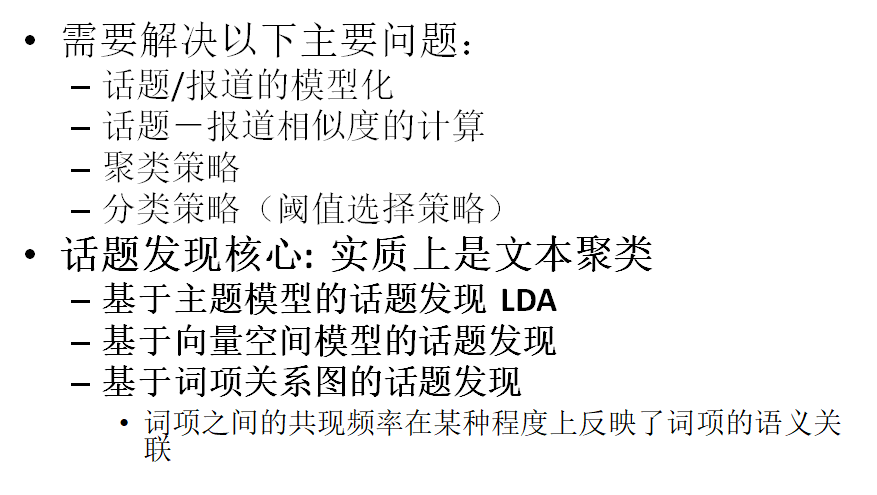 • 需要解决以下主要问题：
– 话题/报道的模型化
– 话题－报道相似度的计算
– 聚类策略
– 分类策略（阈值选择策略）
• 话题发现核心: 实质上是文本聚类
– 基于主题模型的话题发现 LDA
– 基于向量空间模型的话题发现
– 基于词项关系图的话题发现
• 词项之间的共现频率在某种程度上反映了词项的语义关
联